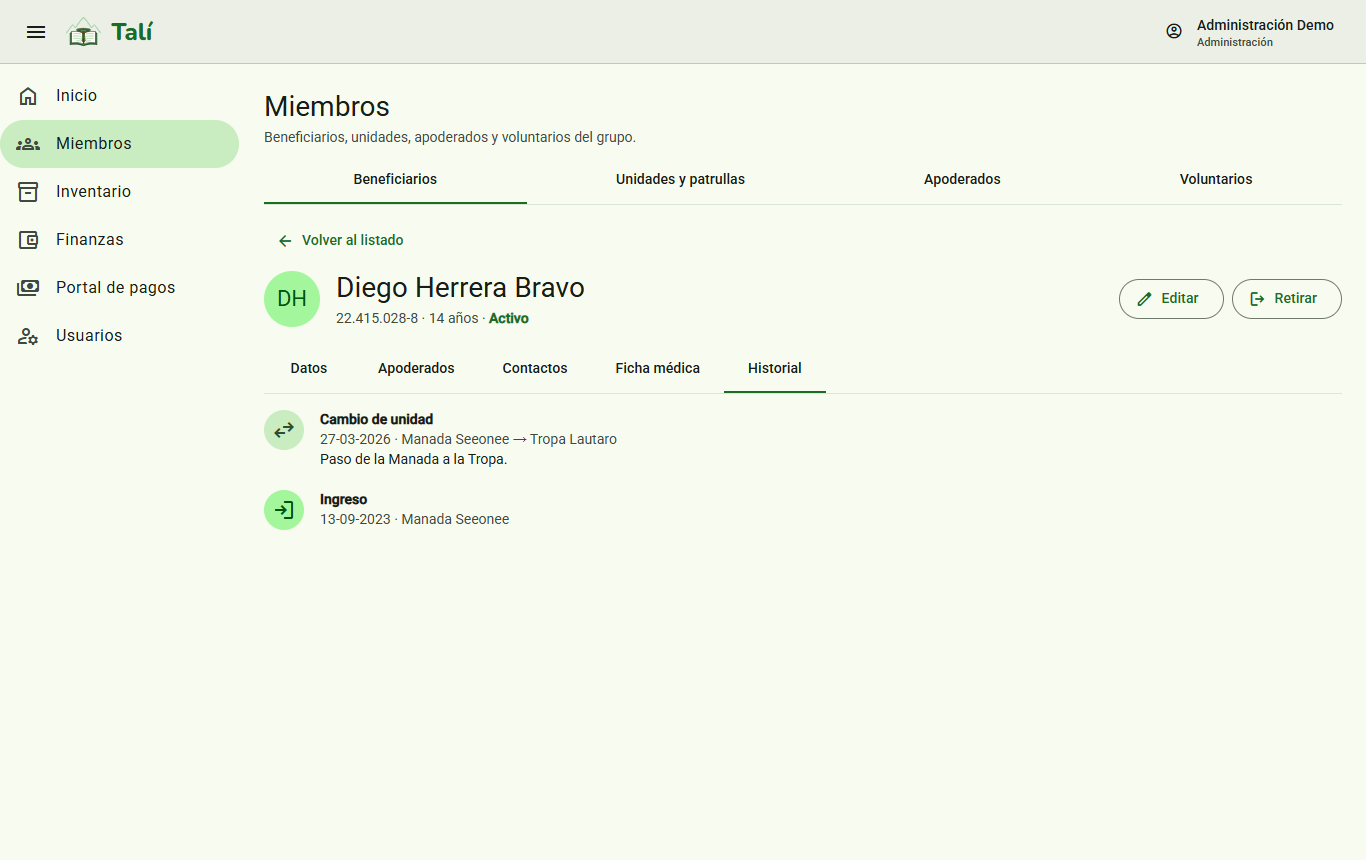 Talí
Administración Demo
Administración
Inicio
Miembros
Inventario
Finanzas
Portal de pagos
Usuarios
Miembros
Beneficiarios, unidades, apoderados y voluntarios del grupo.
Beneficiarios
Unidades y patrullas
Apoderados
Voluntarios
Volver al listado
DH
Diego Herrera Bravo
22.415.028-8 · 14 años · Activo
Editar
Retirar
Datos
Apoderados
Contactos
Ficha médica
Historial
Cambio de unidad
27-03-2026 · Manada Seeonee → Tropa Lautaro
Paso de la Manada a la Tropa.
Ingreso
13-09-2023 · Manada Seeonee